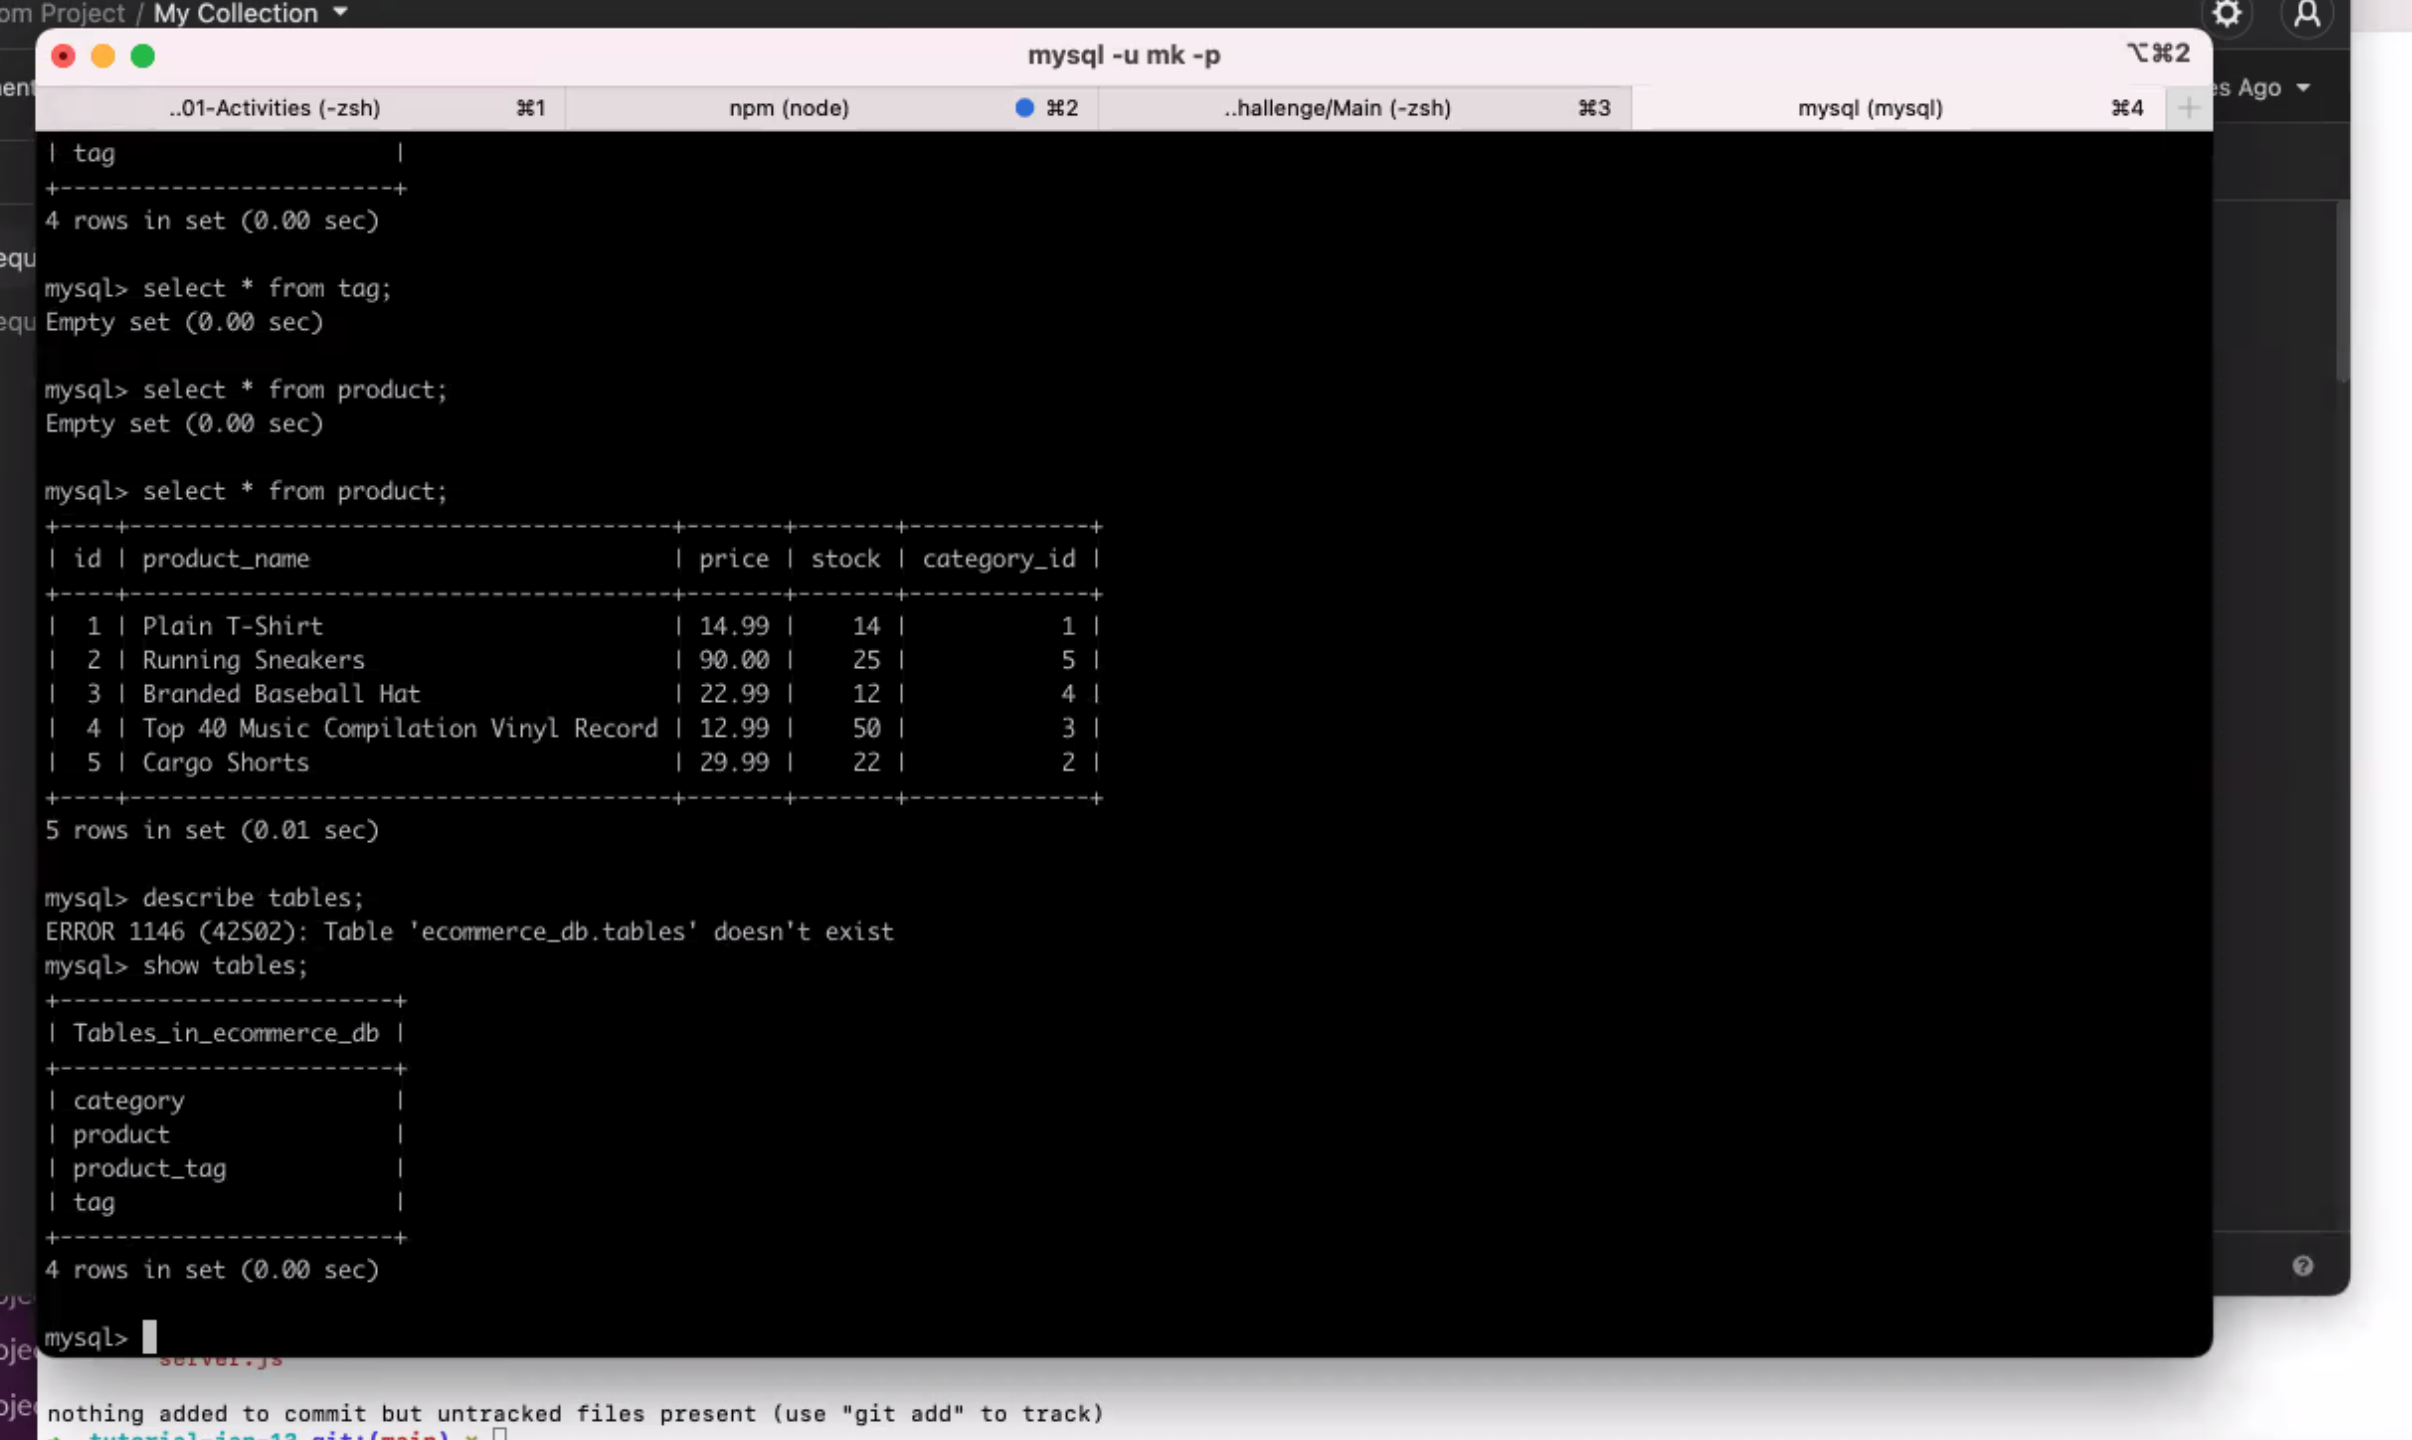 om Project / My Collection
mysql -u mk -p
⌥⌘2
..01-Activities (-zsh) ⌘1 npm (node) ⌘2 ..hallenge/Main (-zsh) ⌘3 mysql (mysql) ⌘4 +
es Ago
| tag                    |
+------------------------+
4 rows in set (0.00 sec)
mysql> select * from tag;
Empty set (0.00 sec)
mysql> select * from product;
Empty set (0.00 sec)
mysql> select * from product;
+----+---------------------------------------+-------+-------+-------------+
| id | product_name                          | price | stock | category_id |
+----+---------------------------------------+-------+-------+-------------+
|  1 | Plain T-Shirt                         | 14.99 |    14 |           1 |
|  2 | Running Sneakers                      | 90.00 |    25 |           5 |
|  3 | Branded Baseball Hat                  | 22.99 |    12 |           4 |
|  4 | Top 40 Music Compilation Vinyl Record | 12.99 |    50 |           3 |
|  5 | Cargo Shorts                          | 29.99 |    22 |           2 |
+----+---------------------------------------+-------+-------+-------------+
5 rows in set (0.01 sec)
mysql> describe tables;
ERROR 1146 (42S02): Table 'ecommerce_db.tables' doesn't exist
mysql> show tables;
+------------------------+
| Tables_in_ecommerce_db |
+------------------------+
| category               |
| product                |
| product_tag            |
| tag                    |
+------------------------+
4 rows in set (0.00 sec)
mysql>
server.js
nothing added to commit but untracked files present (use "git add" to track)
tutorial-jan-13 git:(main)